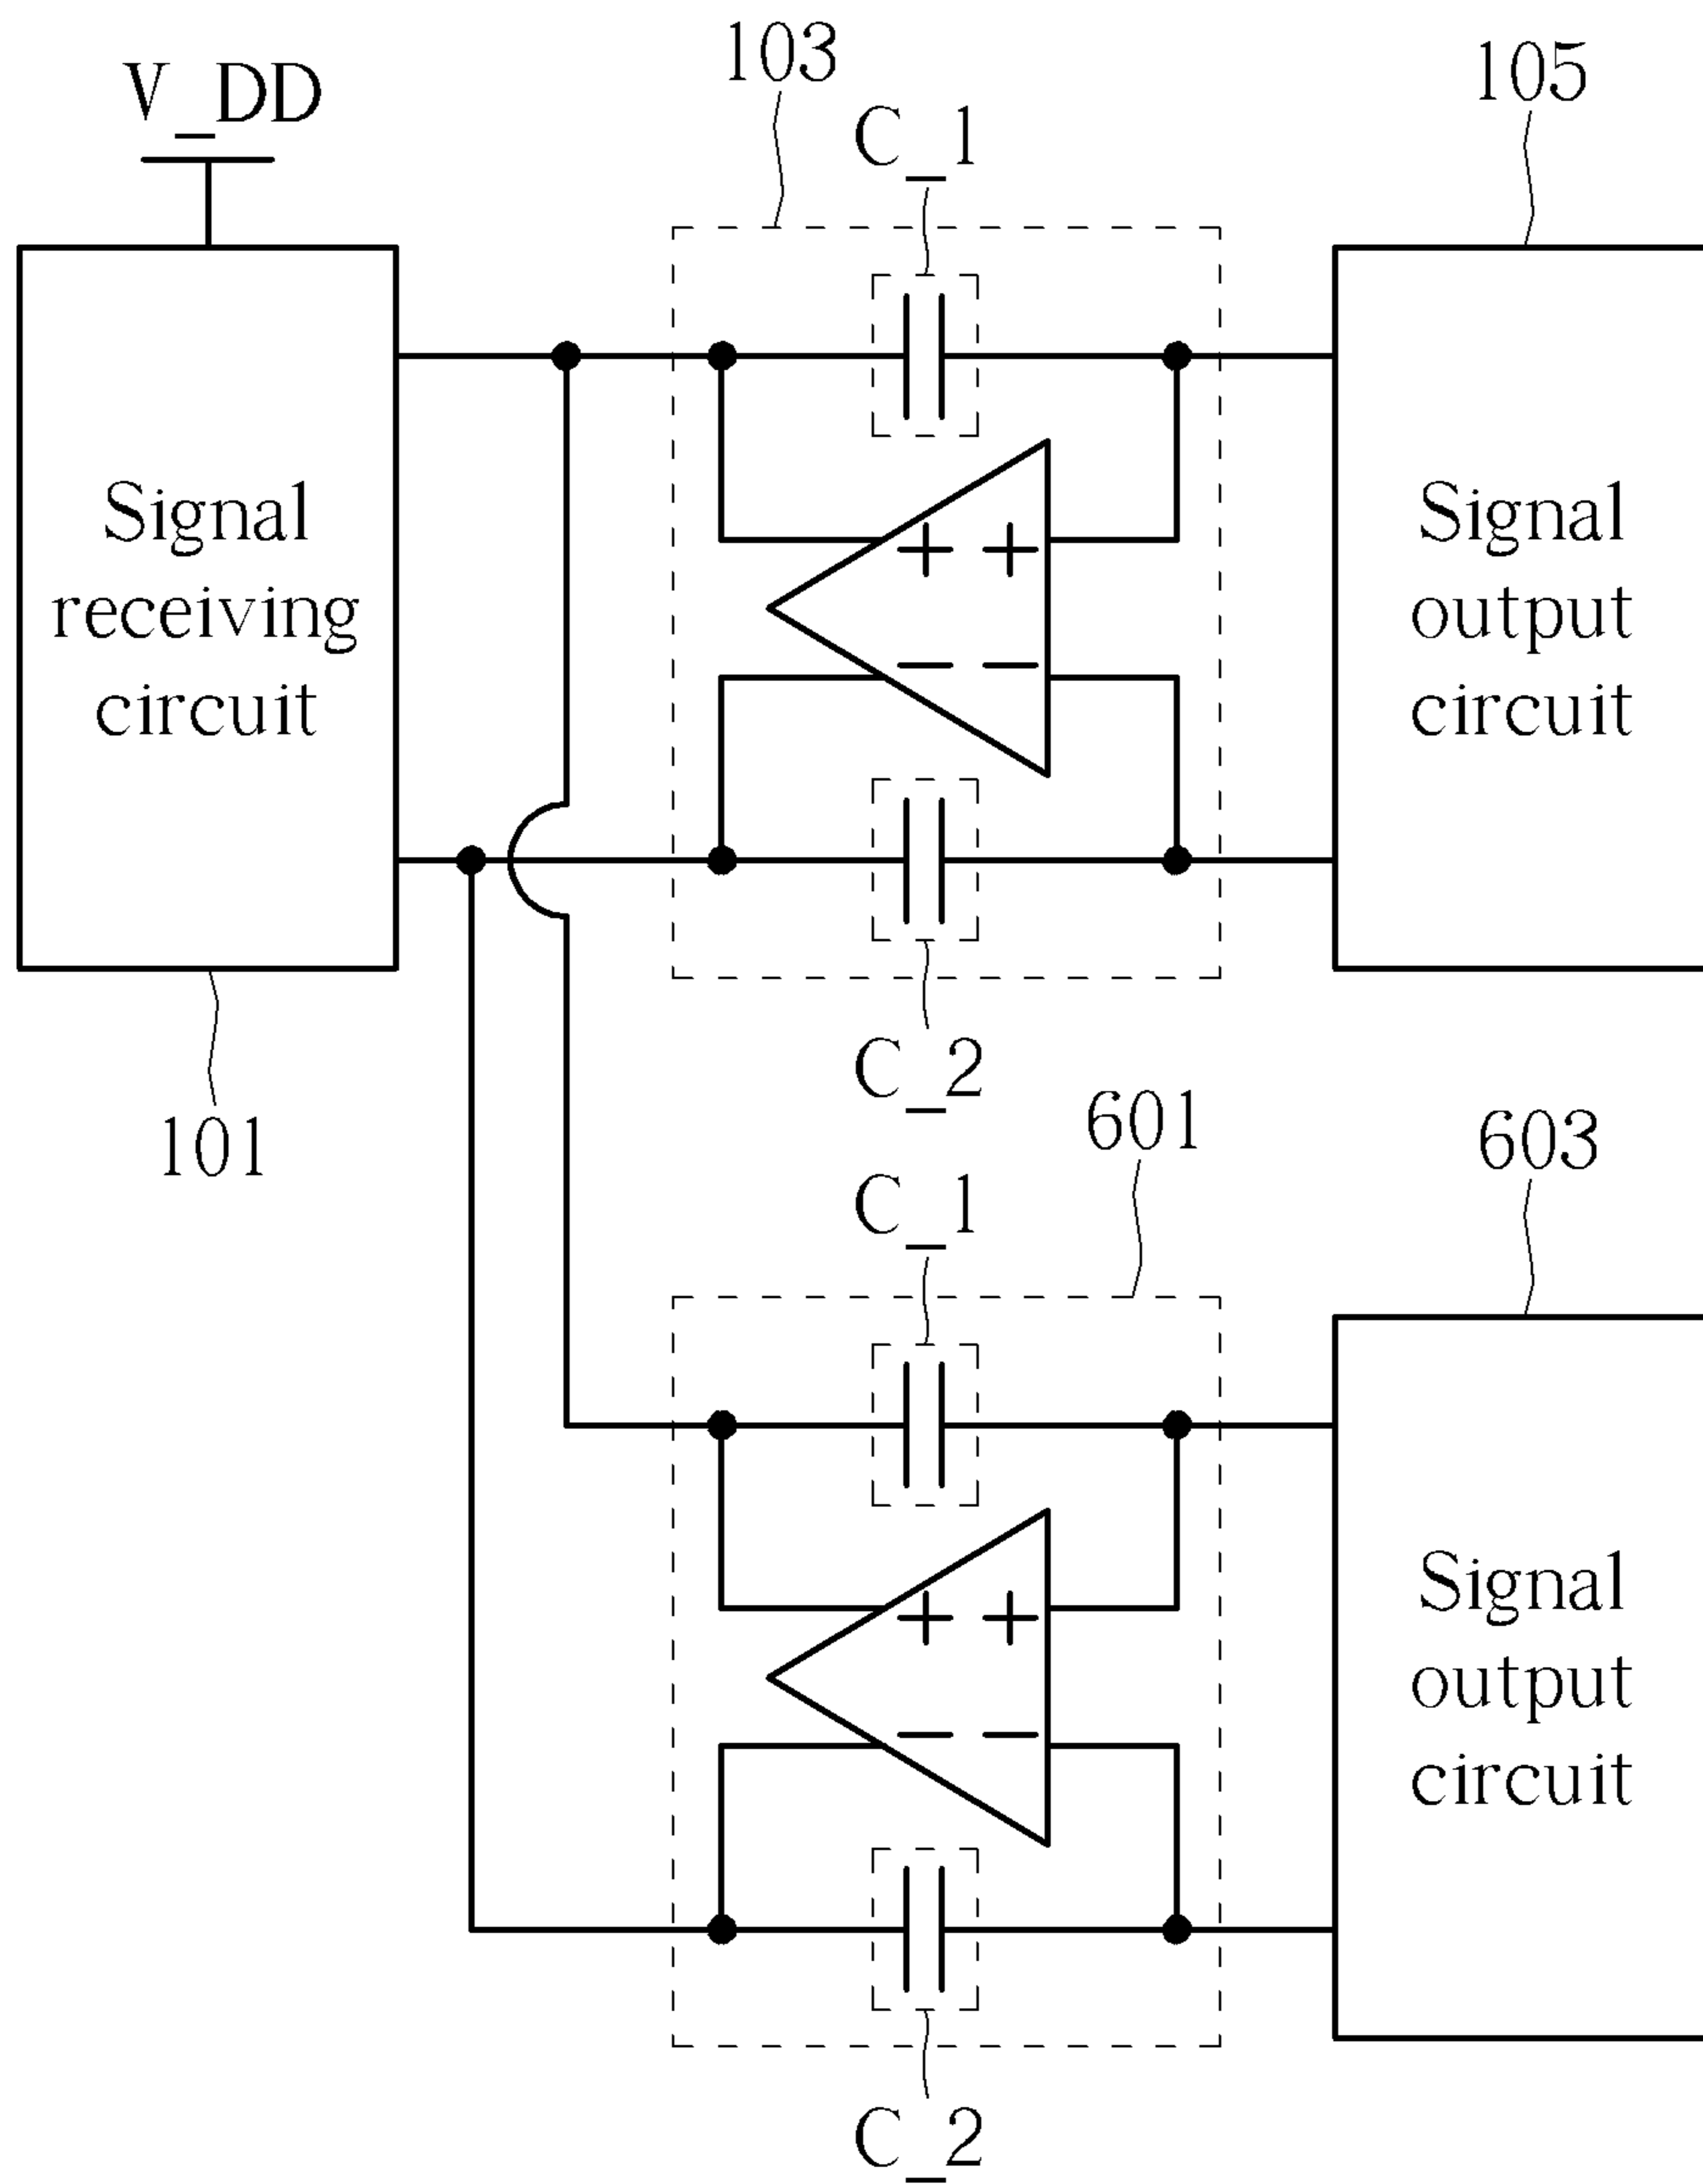 103
105
V_DD
C_1
Signal
receiving
circuit
+ +
− −
Signal
output
circuit
C_2
101
601
603
C_1
+ +
− −
Signal
output
circuit
C_2